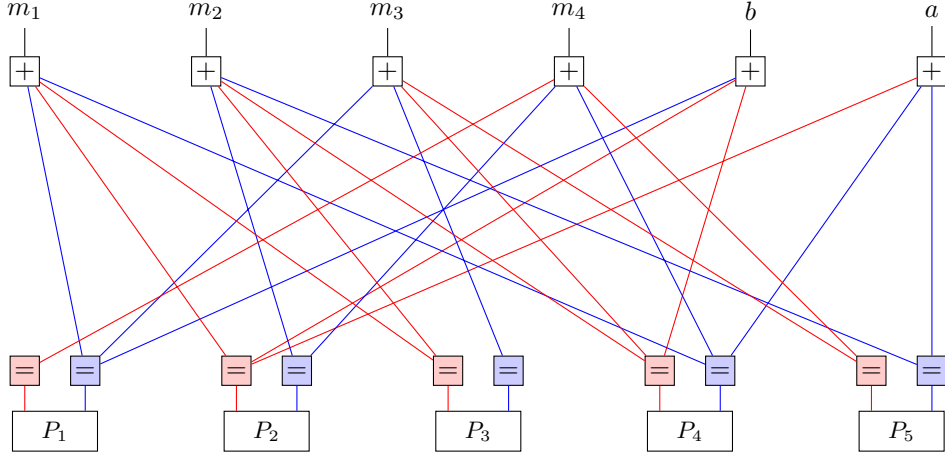 m₁ m₂ m₃ m₄ b a
+ + + + + +
= = = = = = = = = =
P₁ P₂ P₃ P₄ P₅